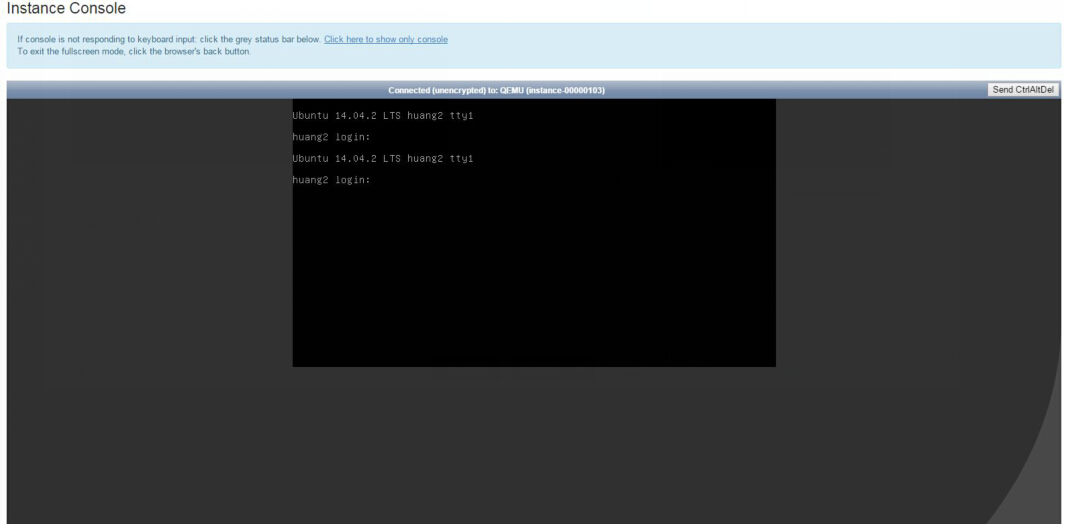 Instance Console
If console is not responding to keyboard input: click the grey status bar below. Click here to show only console
To exit the fullscreen mode, click the browser's back button.
Connected (unencrypted) to: QEMU (instance-00000103)
Send CtrlAltDel
Ubuntu 14.04.2 LTS huang2 tty1
huang2 login:
Ubuntu 14.04.2 LTS huang2 tty1
huang2 login: